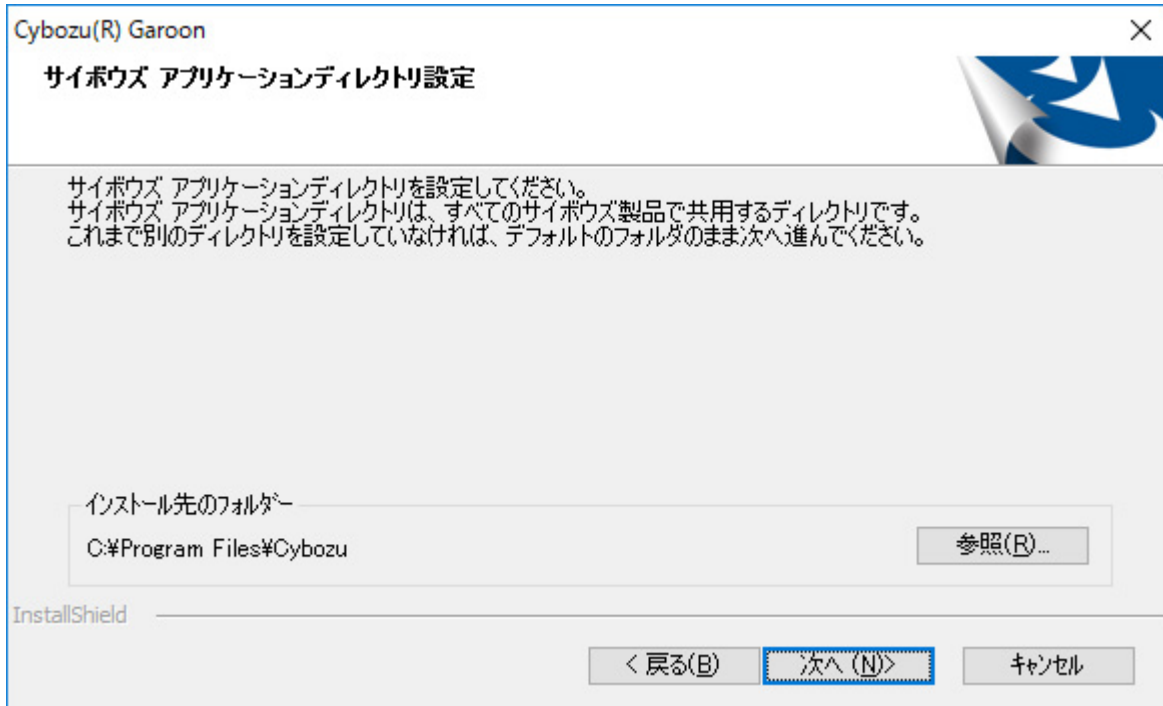 Cybozu(R) Garoon
サイボウズ アプリケーションディレクトリ設定
サイボウズ アプリケーションディレクトリを設定してください。
サイボウズ アプリケーションディレクトリは、すべてのサイボウズ製品で共用するディレクトリです。
これまで別のディレクトリを設定していなければ、デフォルトのフォルダのまま次へ進んでください。
インストール先のフォルダー
C:¥Program Files¥Cybozu
参照(R)...
InstallShield
< 戻る(B)
次へ (N)>
キャンセル